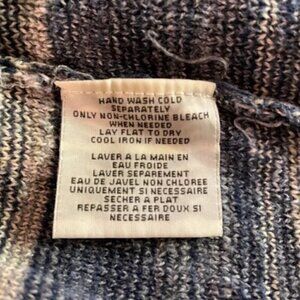 HAND WASH COLD
SEPARATELY
ONLY NON-CHLORINE BLEACH
WHEN NEEDED
LAY FLAT TO DRY
COOL IRON IF NEEDED
LAVER A LA MAIN EN
EAU FROIDE
LAVER SEPAREMENT
EAU DE JAVEL NON CHLOREE
UNIQUEMENT SI NECESSAIRE
SECHER A PLAT
REPASSER A FER DOUX SI
NECESSAIRE